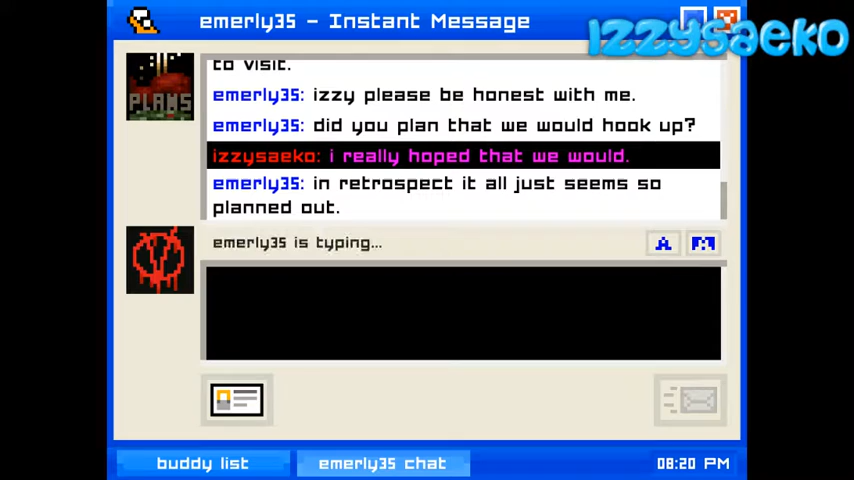 emerly35 - Instant Message
izzysaeko
to visit.
emerly35: izzy please be honest with me.
emerly35: did you plan that we would hook up?
izzysaeko: i really hoped that we would.
emerly35: in retrospect it all just seems so
planned out.
PLANS
emerly35 is typing...
A
buddy list
emerly35 chat
08:20 PM